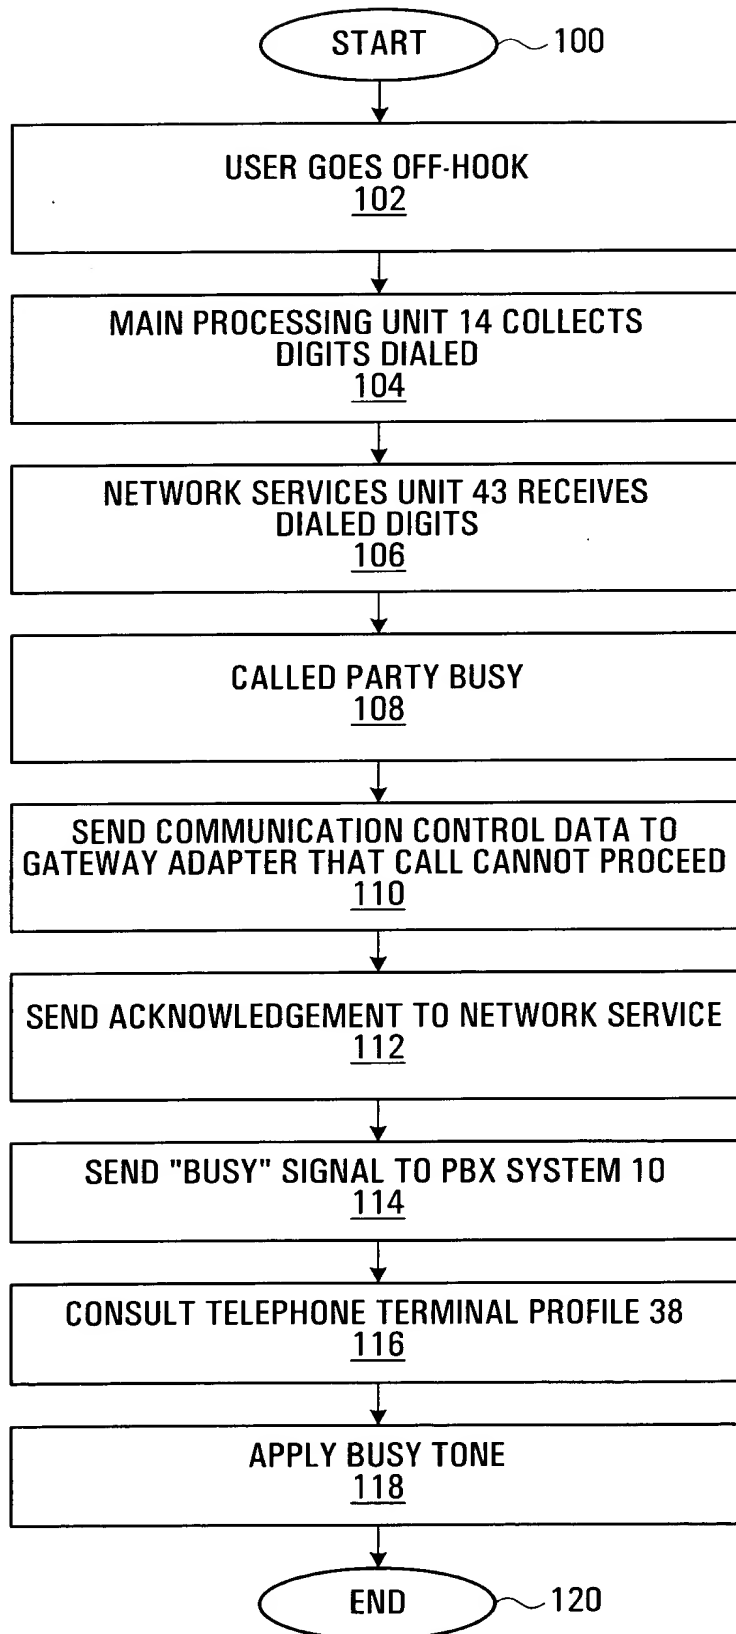 START 100
USER GOES OFF-HOOK
102
MAIN PROCESSING UNIT 14 COLLECTS
DIGITS DIALED
104
NETWORK SERVICES UNIT 43 RECEIVES
DIALED DIGITS
106
CALLED PARTY BUSY
108
SEND COMMUNICATION CONTROL DATA TO
GATEWAY ADAPTER THAT CALL CANNOT PROCEED
110
SEND ACKNOWLEDGEMENT TO NETWORK SERVICE
112
SEND "BUSY" SIGNAL TO PBX SYSTEM 10
114
CONSULT TELEPHONE TERMINAL PROFILE 38
116
APPLY BUSY TONE
118
END 120